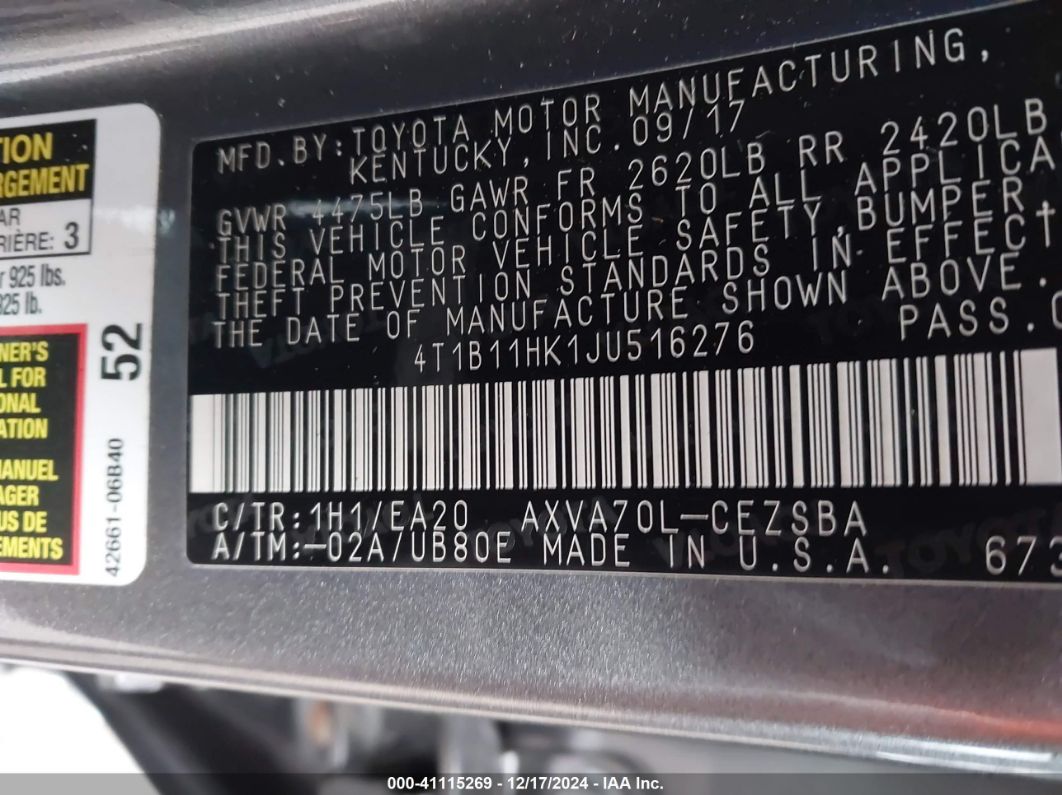 TION
RGEMENT
AR
RIÈRE: 3
r 925 lbs.
825 lb.
NER'S
L FOR
ONAL
ATION
MANUEL
AGER
US DE
EMENTS
52
42661-06B40
MFD.BY:TOYOTA MOTOR MANUFACTURING,
KENTUCKY,INC.09/17
GVWR 4475LB GAWR FR 2620LB RR 2420LB
THIS VEHICLE CONFORMS TO ALL APPLICA
FEDERAL MOTOR VEHICLE SAFETY,BUMPER,
THEFT PREVENTION STANDARDS IN EFFECT
THE DATE OF MANUFACTURE SHOWN ABOVE.
4T1B11HK1JU516276 PASS.
C/TR:1H1/EA20 AXVA70L-CEZSBA
A/TM:-02A/UB80E MADE IN U.S.A. 673
000-41115269 - 12/17/2024 - IAA Inc.